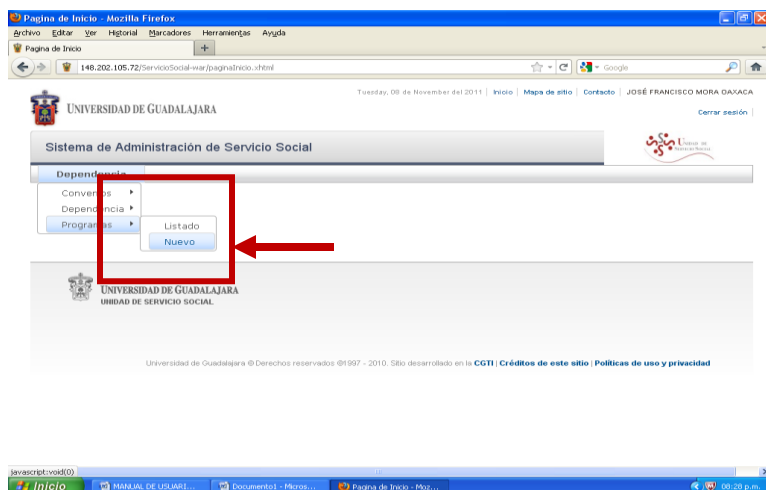 Pagina de Inicio - Mozilla Firefox
Archivo Editar Ver Historial Marcadores Herramientas Ayuda
Pagina de Inicio +
148.202.105.72/ServicioSocial-war/paginaInicio.xhtml Google
Tuesday, 08 de November del 2011 | Inicio | Mapa de sitio | Contacto | JOSÉ FRANCISCO MORA OAXACA
UNIVERSIDAD DE GUADALAJARA
Cerrar sesión |
Sistema de Administración de Servicio Social
UNIDAD DE
SERVICIO SOCIAL
Dependencia
Convenios
Dependencia
Programas
Listado
Nuevo
UNIVERSIDAD DE GUADALAJARA
UNIDAD DE SERVICIO SOCIAL
Universidad de Guadalajara © Derechos reservados ©1997 - 2010. Sitio desarrollado en la CGTI | Créditos de este sitio | Políticas de uso y privacidad
javascript:void(0)
Inicio MANUAL DE USUARI... Documento1 - Micros... Pagina de Inicio - Moz... 08:28 p.m.